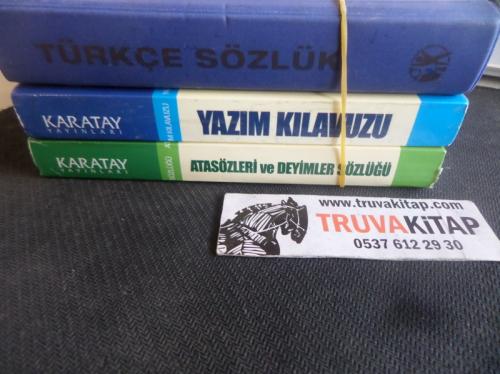 TÜRKÇE SÖZLÜK
KARATAY
YAYINLARI
YAZIM KILAVUZU
KARATAY
YAYINLARI
ATASÖZLERİ ve DEYİMLER SÖZLÜĞÜ
www.truvakitap.com
TRUVAKİTAP
0537 612 29 30